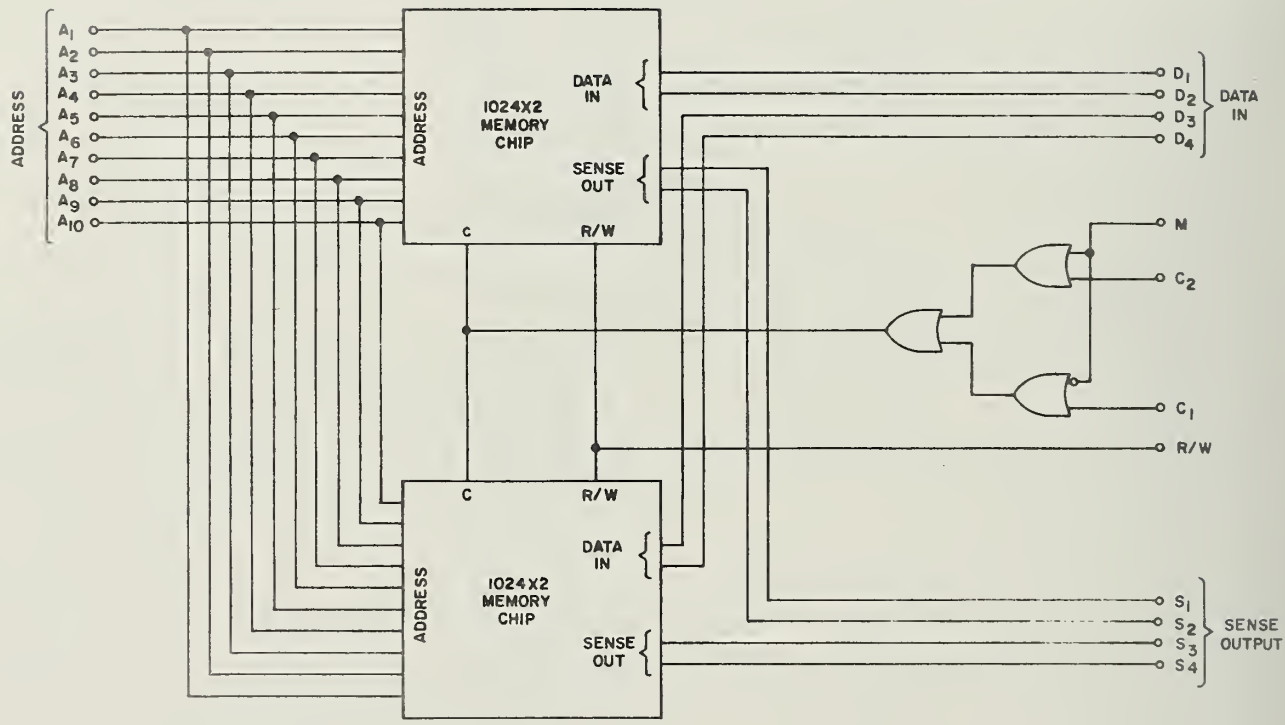 ADDRESS
A1
A2
A3
A4
A5
A6
A7
A8
A9
A10
ADDRESS
1024X2
MEMORY
CHIP
DATA
IN
SENSE
OUT
C
R/W
D1
D2
D3
D4
DATA
IN
M
C2
C1
R/W
C
R/W
ADDRESS
1024X2
MEMORY
CHIP
DATA
IN
SENSE
OUT
S1
S2
S3
S4
SENSE
OUTPUT